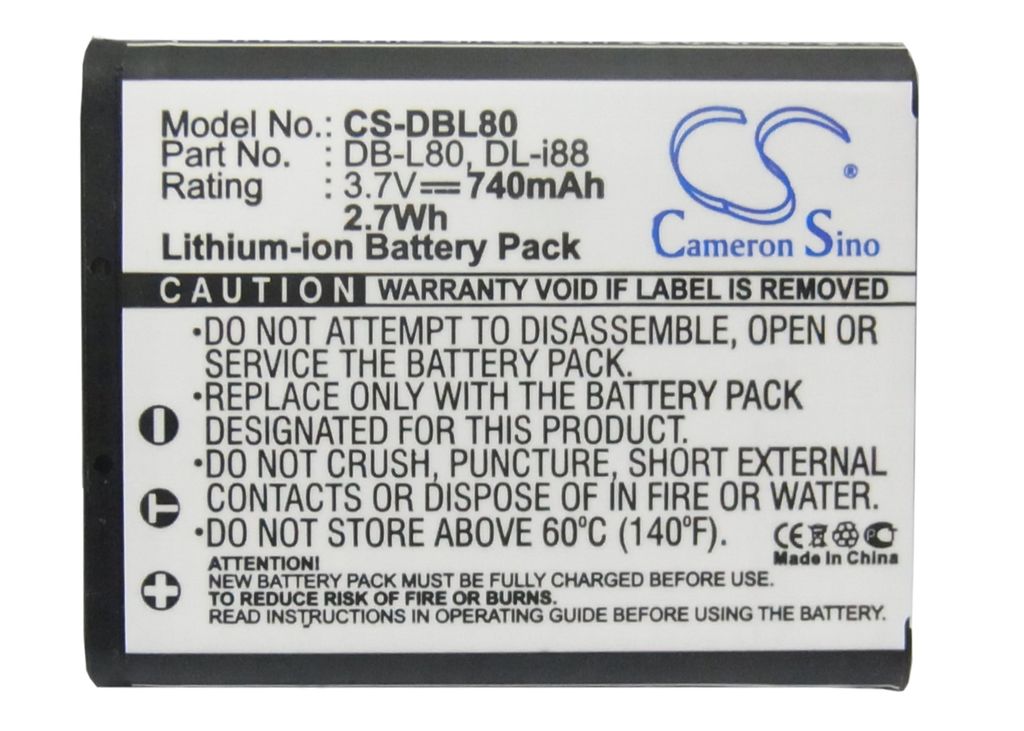 Model No.: CS-DBL80
Part No. : DB-L80, DL-i88
Rating : 3.7V⎓740mAh
2.7Wh
Lithium-ion Battery Pack
CS®
Cameron Sino
CAUTION WARRANTY VOID IF LABEL IS REMOVED
•DO NOT ATTEMPT TO DISASSEMBLE, OPEN OR
SERVICE THE BATTERY PACK.
•REPLACE ONLY WITH THE BATTERY PACK
DESIGNATED FOR THIS PRODUCT.
•DO NOT CRUSH, PUNCTURE, SHORT EXTERNAL
CONTACTS OR DISPOSE OF IN FIRE OR WATER.
•DO NOT STORE ABOVE 60°C (140°F).
CE
Made in China
ATTENTION!
NEW BATTERY PACK MUST BE FULLY CHARGED BEFORE USE.
TO REDUCE RISK OF FIRE OR BURNS.
READ INSTRUCTIONS IN OPERATING GUIDE BEFORE USING THE BATTERY.
− T +